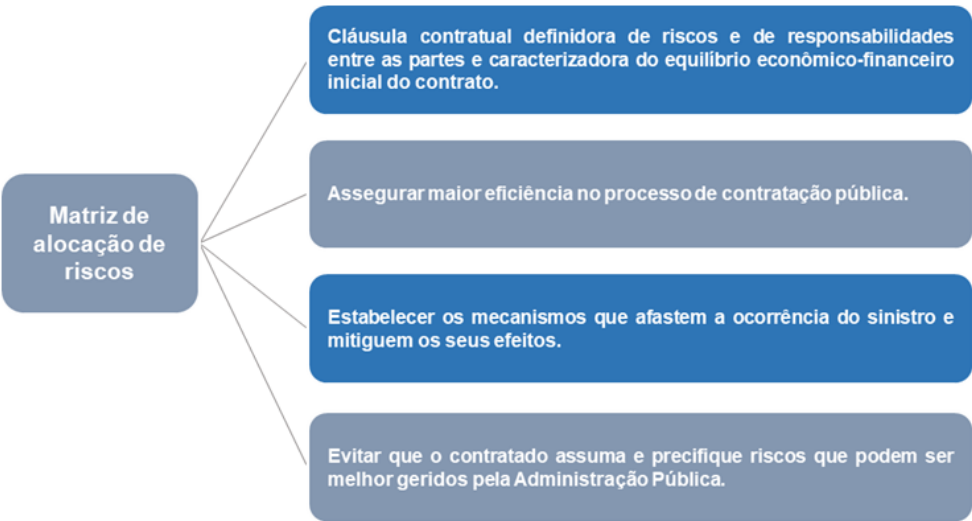 Matriz de
alocação de
riscos
Cláusula contratual definidora de riscos e de responsabilidades
entre as partes e caracterizadora do equilíbrio econômico-financeiro
inicial do contrato.
Assegurar maior eficiência no processo de contratação pública.
Estabelecer os mecanismos que afastem a ocorrência do sinistro e
mitiguem os seus efeitos.
Evitar que o contratado assuma e precifique riscos que podem ser
melhor geridos pela Administração Pública.